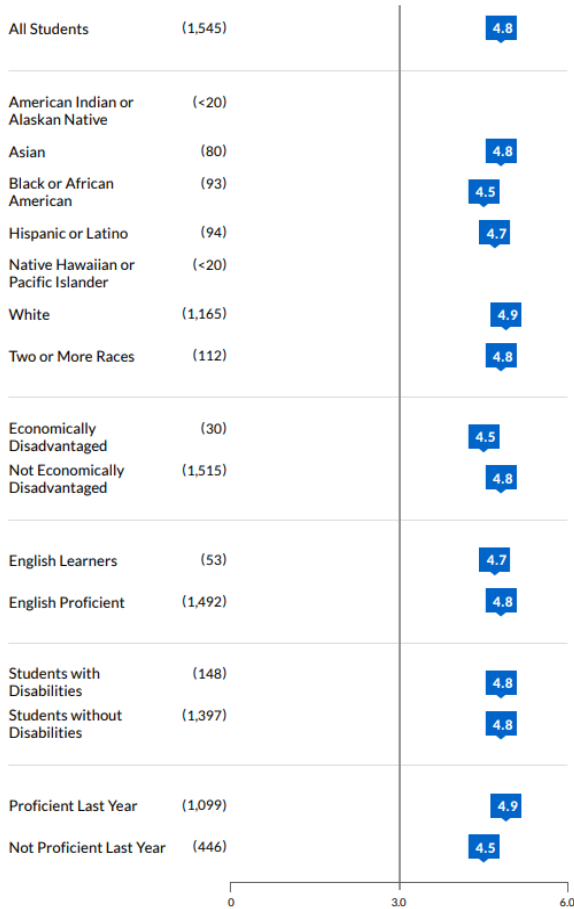 All Students (1,545) 4.8
American Indian or (<20)
Alaskan Native
Asian (80) 4.8
Black or African (93) 4.5
American
Hispanic or Latino (94) 4.7
Native Hawaiian or (<20)
Pacific Islander
White (1,165) 4.9
Two or More Races (112) 4.8
Economically (30) 4.5
Disadvantaged
Not Economically (1,515) 4.8
Disadvantaged
English Learners (53) 4.7
English Proficient (1,492) 4.8
Students with (148) 4.8
Disabilities
Students without (1,397) 4.8
Disabilities
Proficient Last Year (1,099) 4.9
Not Proficient Last Year (446) 4.5
0 3.0 6.0